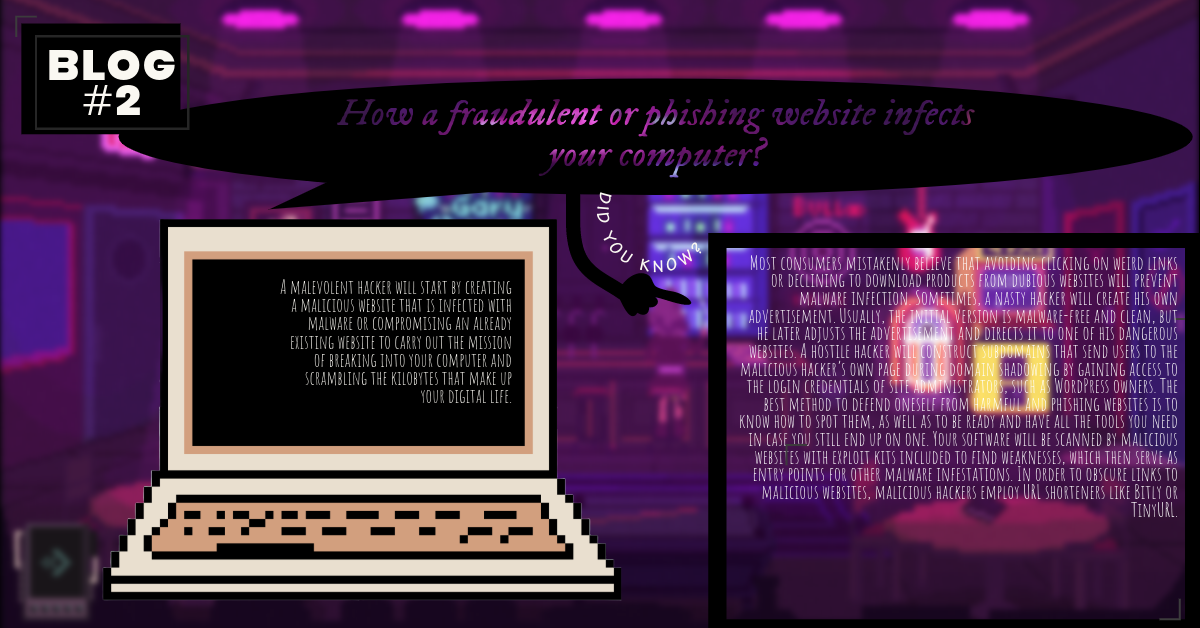 BLOG
#2
How a fraudulent or phishing website infects
your computer?
DID YOU KNOW?
A malevolent hacker will start by creating
a malicious website that is infected with
malware or compromising an already
existing website to carry out the mission
of breaking into your computer and
scrambling the kilobytes that make up
your digital life.
Most consumers mistakenly believe that avoiding clicking on weird links
or declining to download products from dubious websites will prevent
malware infection. Sometimes, a nasty hacker will create his own
advertisement. Usually, the initial version is malware-free and clean, but
he later adjusts the advertisement and directs it to one of his dangerous
websites. A hostile hacker will construct subdomains that send users to the
malicious hacker's own page during domain shadowing by gaining access to
the login credentials of site administrators, such as WordPress owners. The
best method to defend oneself from harmful and phishing websites is to
know how to spot them, as well as to be ready and have all the tools you need
in case you still end up on one. Your software will be scanned by malicious
websites with exploit kits included to find weaknesses, which then serve as
entry points for other malware infestations. In order to obscure links to
malicious websites, malicious hackers employ URL shorteners like Bitly or
TinyURL.